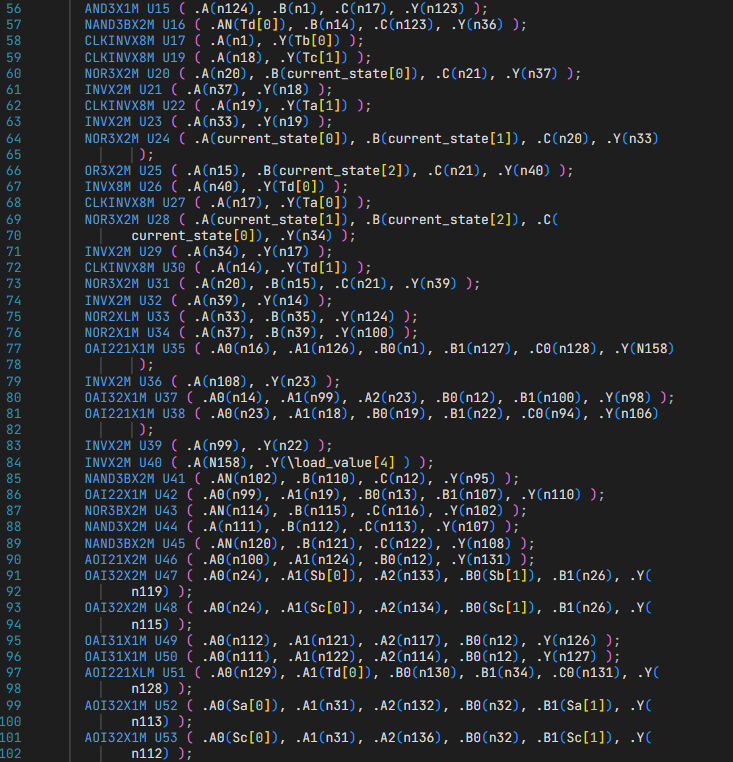 56 AND3X1M U15 ( .A(n124), .B(n1), .C(n17), .Y(n123) );
57 NAND3BX2M U16 ( .AN(Td[0]), .B(n14), .C(n123), .Y(n36) );
58 CLKINVX8M U17 ( .A(n1), .Y(Tb[0]) );
59 CLKINVX8M U19 ( .A(n18), .Y(Tc[1]) );
60 NOR3X2M U20 ( .A(n20), .B(current_state[0]), .C(n21), .Y(n37) );
61 INVX2M U21 ( .A(n37), .Y(n18) );
62 CLKINVX8M U22 ( .A(n19), .Y(Ta[1]) );
63 INVX2M U23 ( .A(n33), .Y(n19) );
64 NOR3X2M U24 ( .A(current_state[0]), .B(current_state[1]), .C(n20), .Y(n33)
65 );
66 OR3X2M U25 ( .A(n15), .B(current_state[2]), .C(n21), .Y(n40) );
67 INVX8M U26 ( .A(n40), .Y(Td[0]) );
68 CLKINVX8M U27 ( .A(n17), .Y(Ta[0]) );
69 NOR3X2M U28 ( .A(current_state[1]), .B(current_state[2]), .C(
70 current_state[0]), .Y(n34) );
71 INVX2M U29 ( .A(n34), .Y(n17) );
72 CLKINVX8M U30 ( .A(n14), .Y(Td[1]) );
73 NOR3X2M U31 ( .A(n20), .B(n15), .C(n21), .Y(n39) );
74 INVX2M U32 ( .A(n39), .Y(n14) );
75 NOR2XLM U33 ( .A(n33), .B(n35), .Y(n124) );
76 NOR2X1M U34 ( .A(n37), .B(n39), .Y(n100) );
77 OAI221X1M U35 ( .A0(n16), .A1(n126), .B0(n1), .B1(n127), .C0(n128), .Y(N158)
78 );
79 INVX2M U36 ( .A(n108), .Y(n23) );
80 OAI32X1M U37 ( .A0(n14), .A1(n99), .A2(n23), .B0(n12), .B1(n100), .Y(n98) );
81 OAI221X1M U38 ( .A0(n23), .A1(n18), .B0(n19), .B1(n22), .C0(n94), .Y(n106)
82 );
83 INVX2M U39 ( .A(n99), .Y(n22) );
84 INVX2M U40 ( .A(N158), .Y(\load_value[4] ) );
85 NAND3BX2M U41 ( .AN(n102), .B(n110), .C(n12), .Y(n95) );
86 OAI22X1M U42 ( .A0(n99), .A1(n19), .B0(n13), .B1(n107), .Y(n110) );
87 NOR3BX2M U43 ( .AN(n114), .B(n115), .C(n116), .Y(n102) );
88 NAND3X2M U44 ( .A(n111), .B(n112), .C(n113), .Y(n107) );
89 NAND3BX2M U45 ( .AN(n120), .B(n121), .C(n122), .Y(n108) );
90 AOI21X2M U46 ( .A0(n100), .A1(n124), .B0(n12), .Y(n131) );
91 OAI32X2M U47 ( .A0(n24), .A1(Sb[0]), .A2(n133), .B0(Sb[1]), .B1(n26), .Y(
92 n119) );
93 OAI32X2M U48 ( .A0(n24), .A1(Sc[0]), .A2(n134), .B0(Sc[1]), .B1(n26), .Y(
94 n115) );
95 OAI31X1M U49 ( .A0(n112), .A1(n121), .A2(n117), .B0(n12), .Y(n126) );
96 OAI31X1M U50 ( .A0(n111), .A1(n122), .A2(n114), .B0(n12), .Y(n127) );
97 AOI221XLM U51 ( .A0(n129), .A1(Td[0]), .B0(n130), .B1(n34), .C0(n131), .Y(
98 n128) );
99 AOI32X1M U52 ( .A0(Sa[0]), .A1(n31), .A2(n132), .B0(n32), .B1(Sa[1]), .Y(
100 n113) );
101 AOI32X1M U53 ( .A0(Sc[0]), .A1(n31), .A2(n136), .B0(n32), .B1(Sc[1]), .Y(
102 n112) );